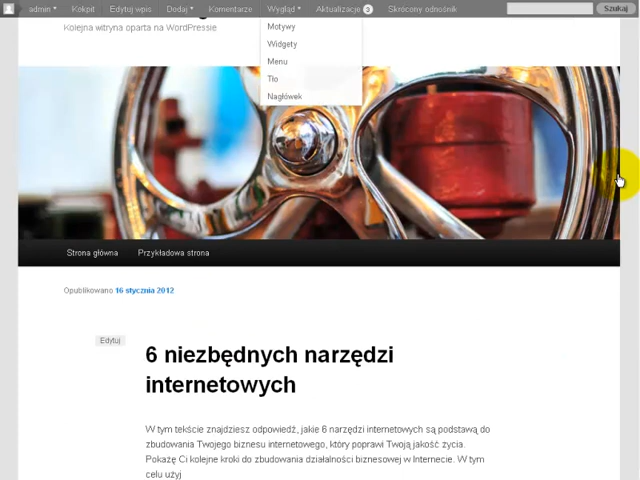 admin Kokpit Edytuj wpis Dodaj Komentarze Wygląd Aktualizacje 3 Skrócony odnośnik Szukaj
Kolejna witryna oparta na WordPressie
Motywy
Widgety
Menu
Tło
Nagłówek
Strona główna Przykładowa strona
Opublikowano 16 stycznia 2012
Edytuj
6 niezbędnych narzędzi
internetowych
W tym tekście znajdziesz odpowiedź, jakie 6 narzędzi internetowych są podstawą do
zbudowania Twojego biznesu internetowego, który poprawi Twoją jakość życia.
Pokażę Ci kolejne kroki do zbudowania działalności biznesowej w Internecie. W tym
celu użyj